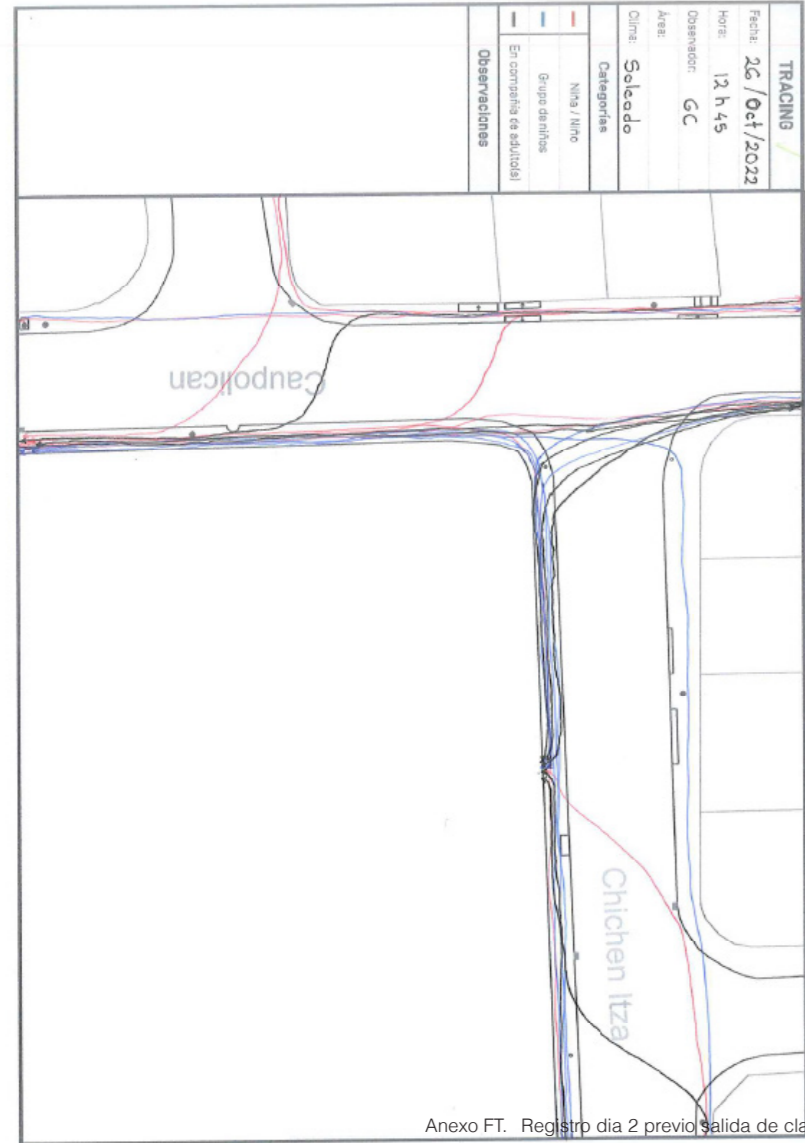 TRACING
Fecha: 26/Oct/2022
Hora: 12 h 45
Observador: GC
Área:
Clima: Soleado
Categorías
Niña / Niño
Grupo de niños
En compañía de adulto(s)
Observaciones
Caupolican
Chichen Itza
Anexo FT. Registro dia 2 previo salida de cla